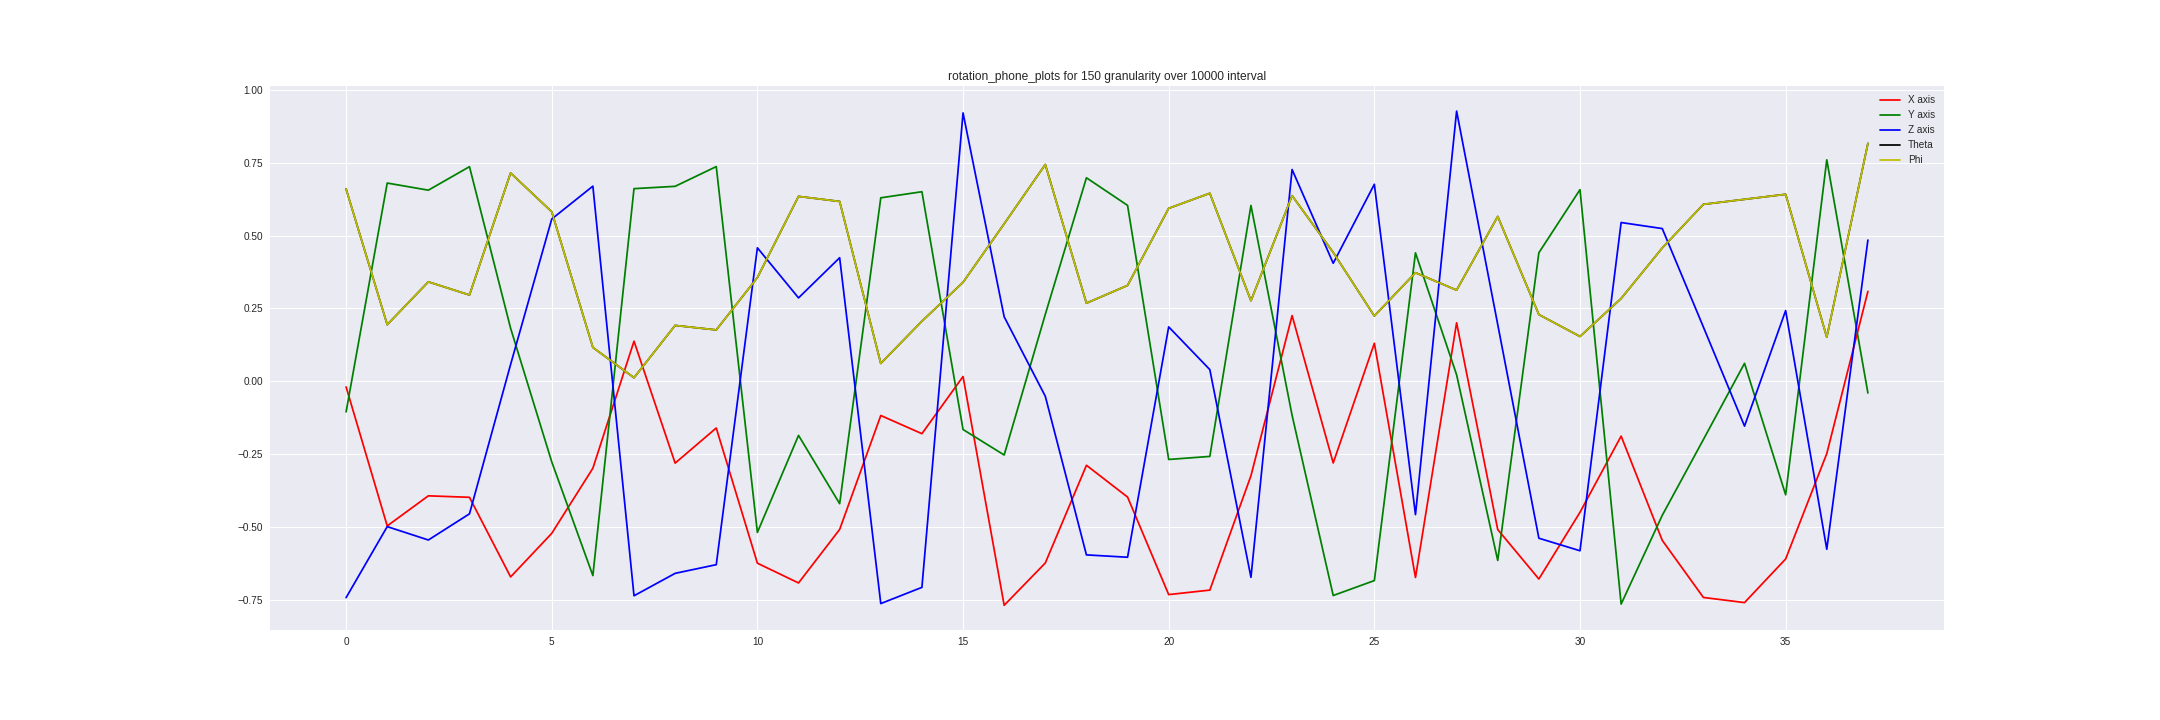 rotation_phone_plots for 150 granularity over 10000 interval
1.00
0.75
0.50
0.25
0.00
−0.25
−0.50
−0.75
X axis
Y axis
Z axis
Theta
Phi
0 5 10 15 20 25 30 35